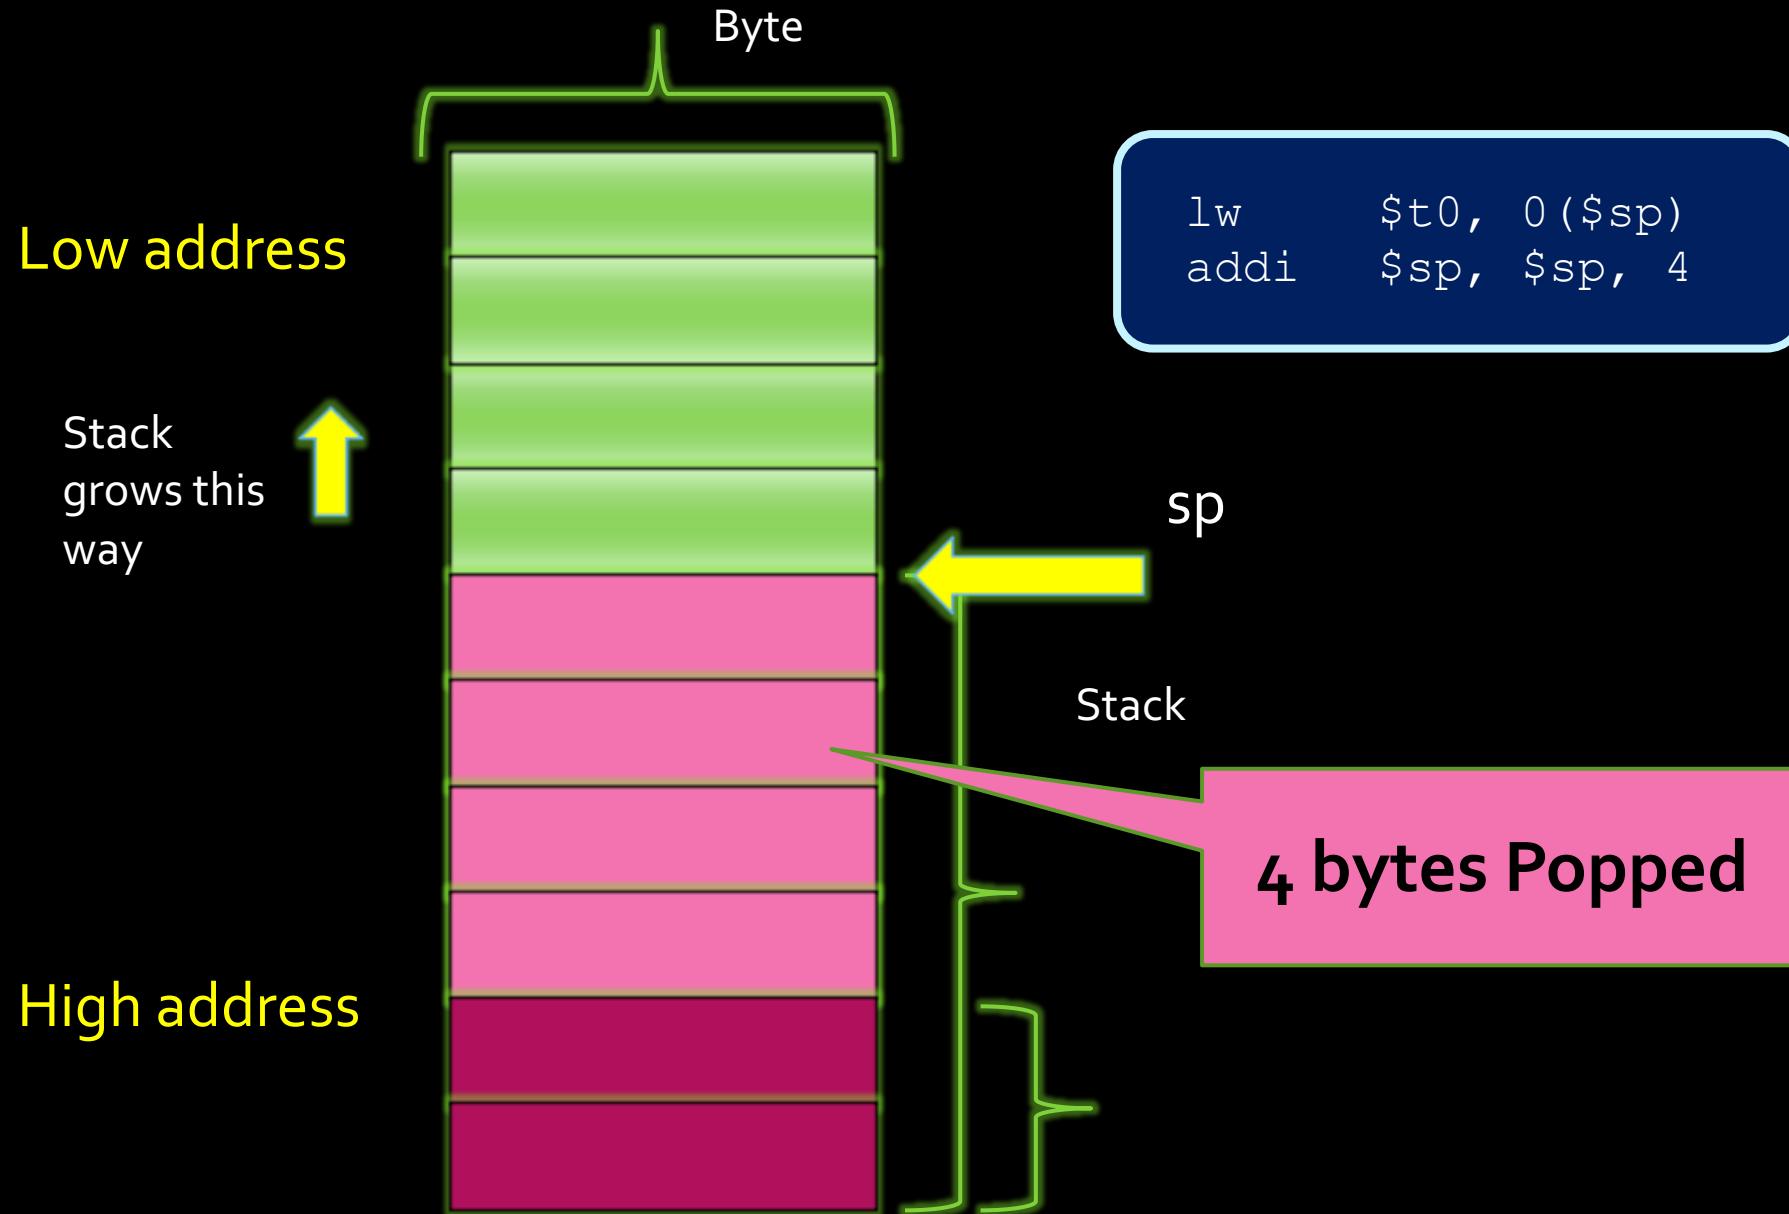 Byte
lw $t0, 0($sp)
addi $sp, $sp, 4
Low address
Stack
grows this
way
sp
Stack
4 bytes Popped
High address